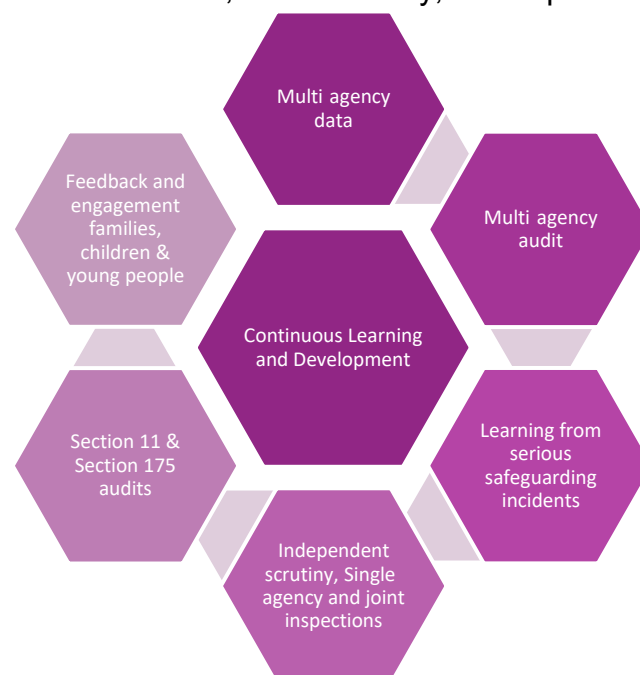 Multi agency
data
Feedback and
engagement
families,
children &
young people
Multi agency
audit
Continuous Learning
and Development
Section 11 &
Section 175
audits
Learning from
serious
safeguarding
incidents
Independent
scrutiny, Single
agency and joint
inspections